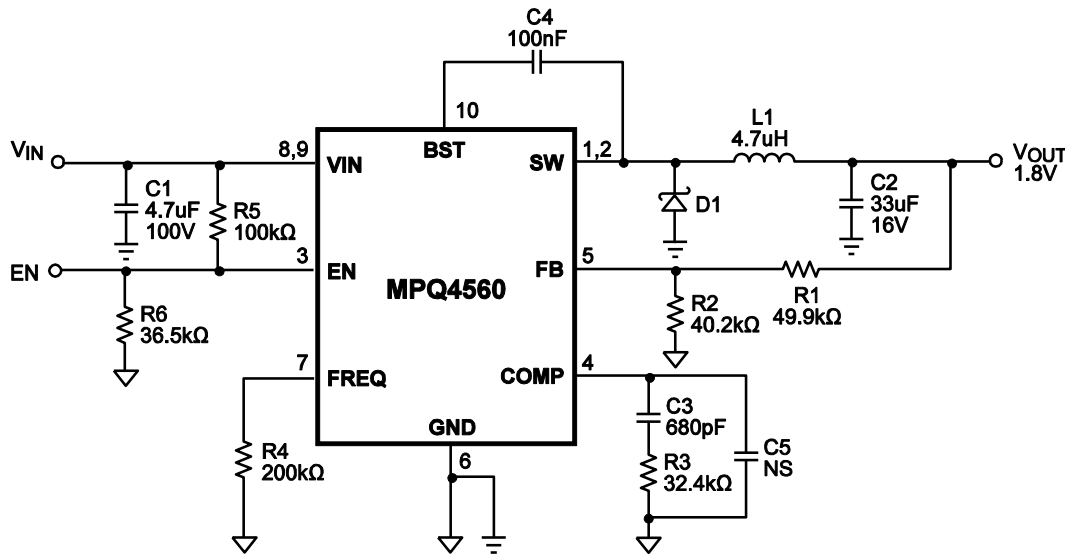 C4
100nF
10
L1
4.7uH
VIN
8,9
VIN
BST
SW
1,2
VOUT
1.8V
C1
4.7uF
100V
R5
100kΩ
D1
C2
33uF
16V
EN
3
EN
FB
5
MPQ4560
R6
36.5kΩ
R2
40.2kΩ
R1
49.9kΩ
7
FREQ
COMP
4
C3
680pF
GND
6
R4
200kΩ
R3
32.4kΩ
C5
NS